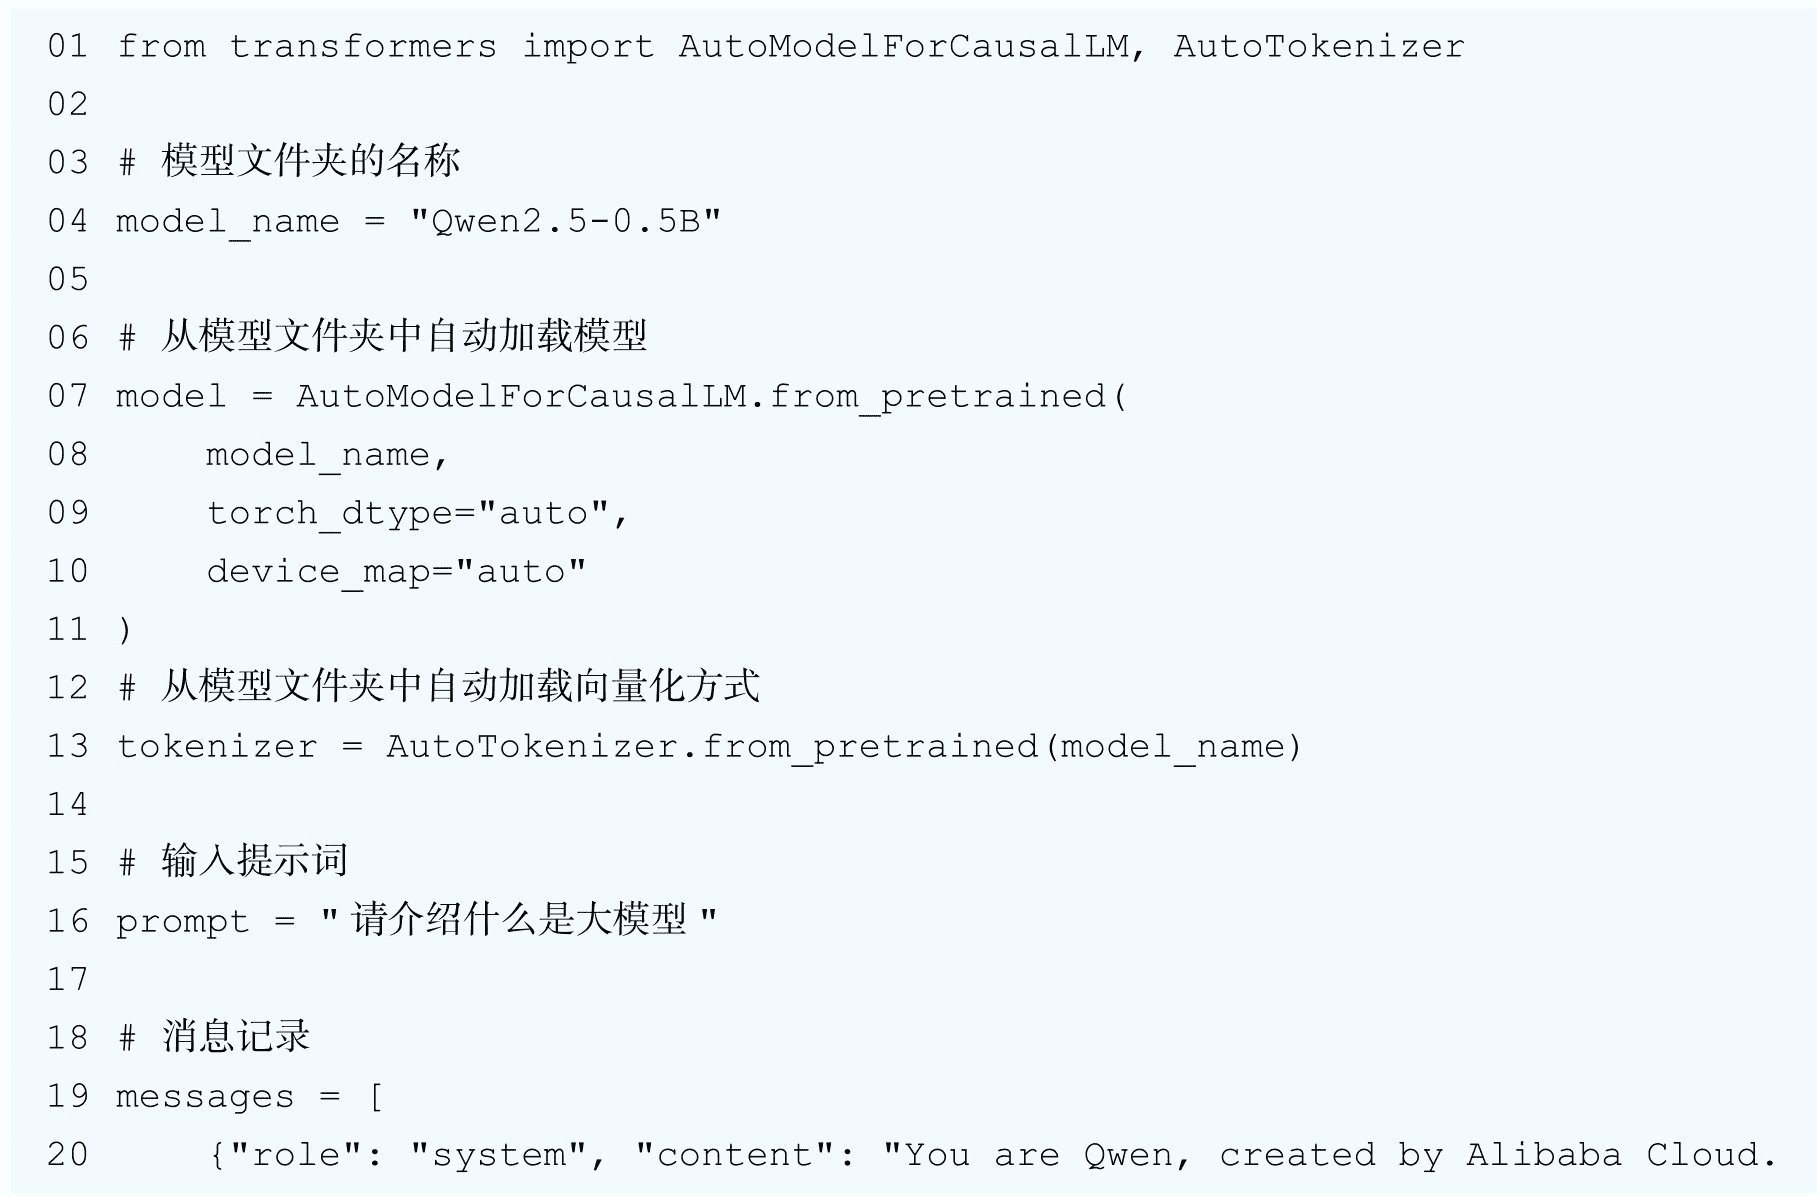 01 from transformers import AutoModelForCausalLM, AutoTokenizer
02
03 # 模型文件夹的名称
04 model_name = "Qwen2.5-0.5B"
05
06 # 从模型文件夹中自动加载模型
07 model = AutoModelForCausalLM.from_pretrained(
08     model_name,
09     torch_dtype="auto",
10     device_map="auto"
11 )
12 # 从模型文件夹中自动加载向量化方式
13 tokenizer = AutoTokenizer.from_pretrained(model_name)
14
15 # 输入提示词
16 prompt = "请介绍什么是大模型"
17
18 # 消息记录
19 messages = [
20     {"role": "system", "content": "You are Qwen, created by Alibaba Cloud.